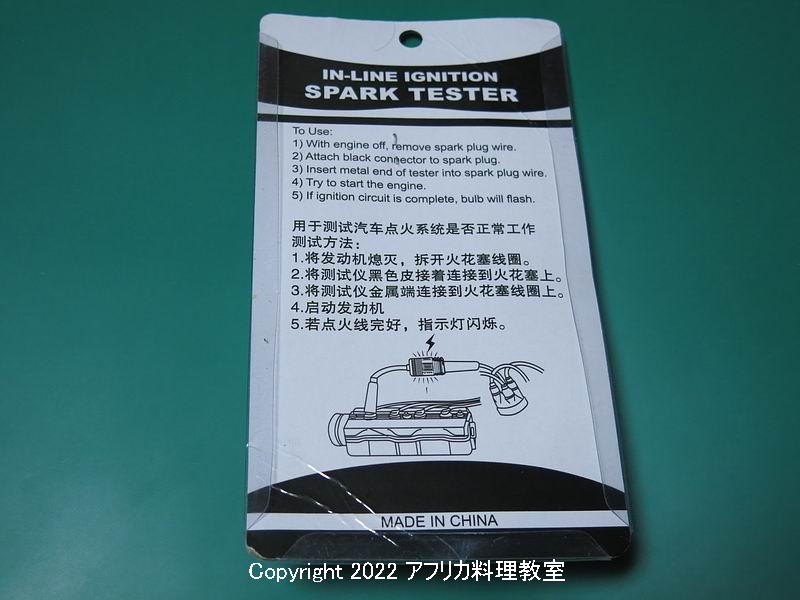 IN-LINE IGNITION
SPARK TESTER
To Use:
1) With engine off, remove spark plug wire.
2) Attach black connector to spark plug.
3) Insert metal end of tester into spark plug wire.
4) Try to start the engine.
5) If ignition circuit is complete, bulb will flash.
用于测试汽车点火系统是否正常工作
测试方法：
1.将发动机熄灭，拆开火花塞线圈。
2.将测试仪黑色皮接着连接到火花塞上。
3.将测试仪金属端连接到火花塞线圈上。
4.启动发动机
5.若点火线完好，指示灯闪烁。
MADE IN CHINA
Copyright 2022 アフリカ料理教室